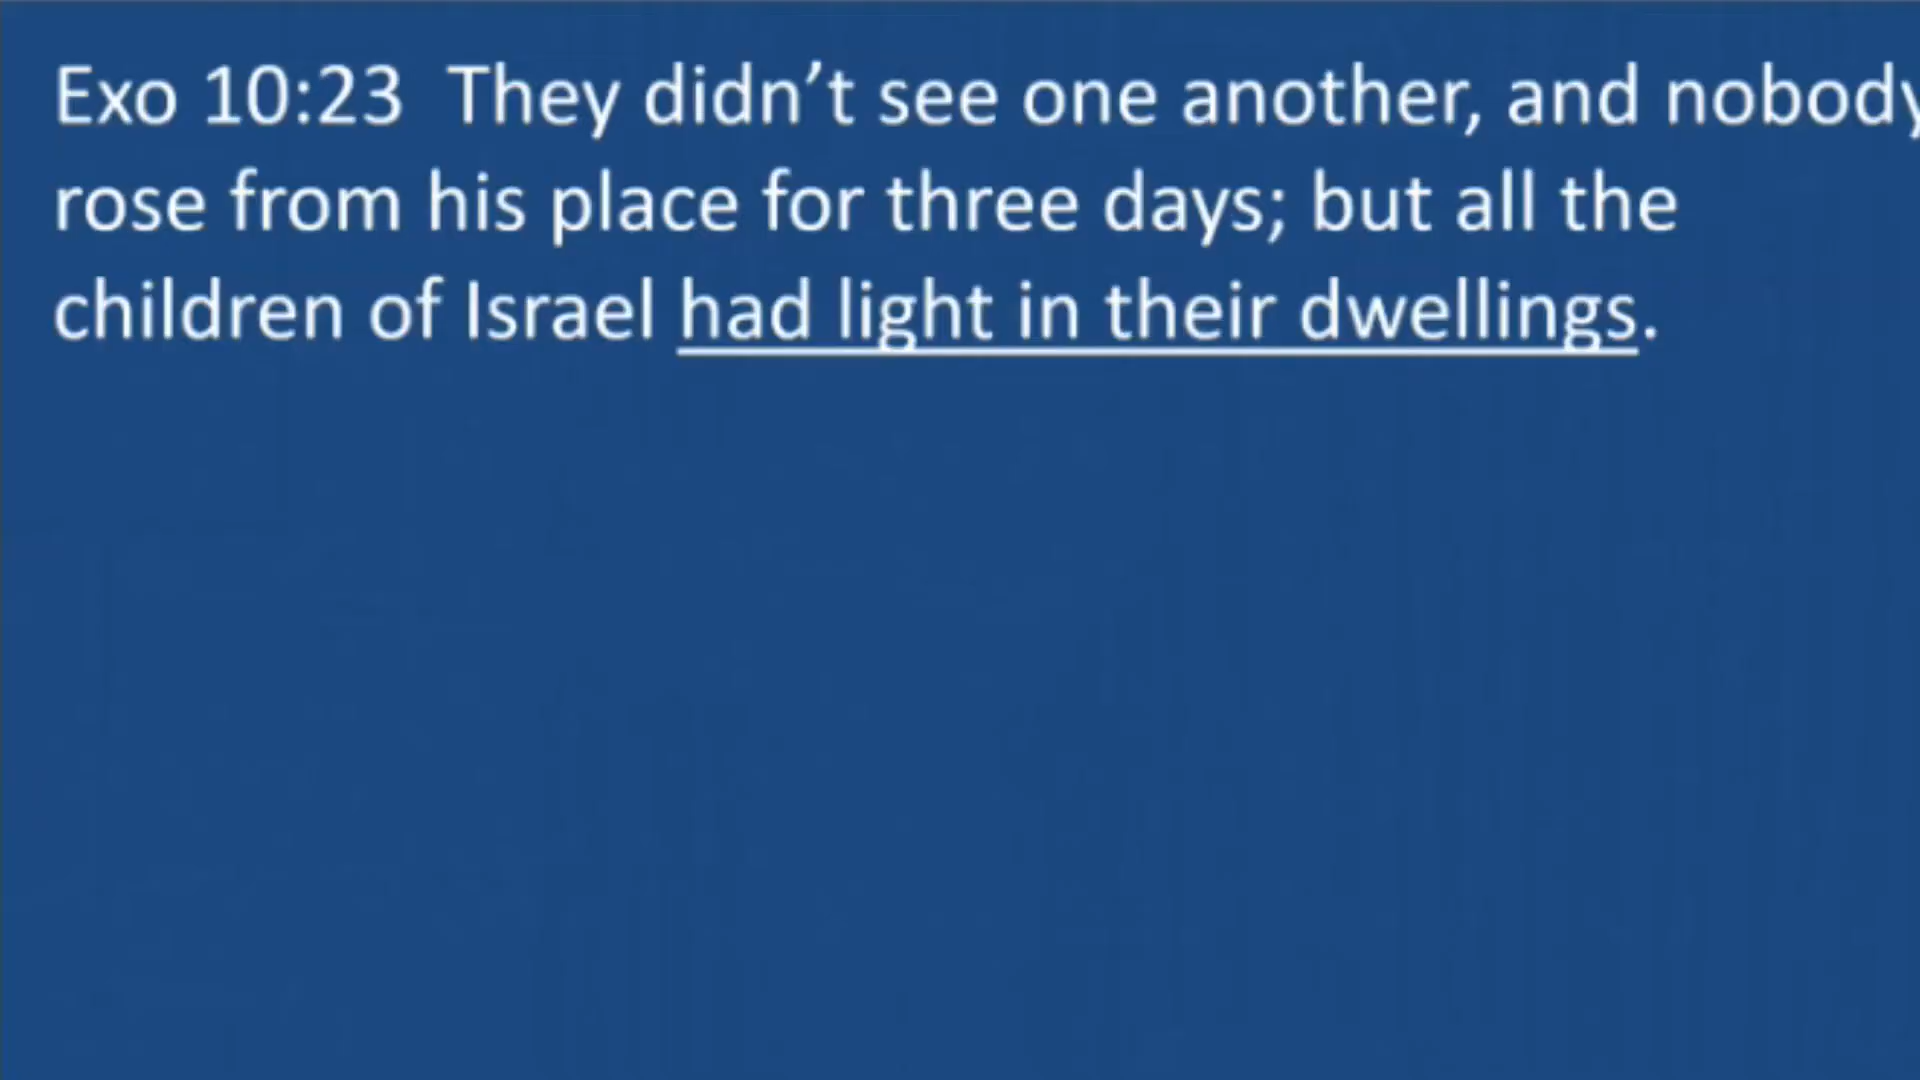 Exo 10:23  They didn’t see one another, and nobody
rose from his place for three days; but all the
children of Israel had light in their dwellings.